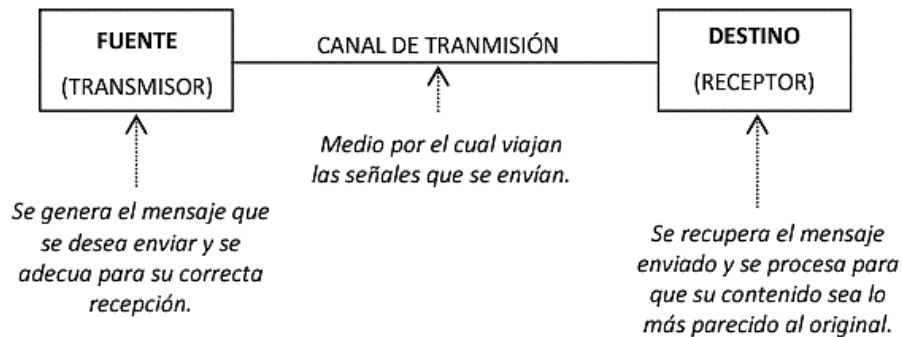 FUENTE
(TRANSMISOR)
CANAL DE TRANMISIÓN
DESTINO
(RECEPTOR)
Medio por el cual viajan
las señales que se envían.
Se genera el mensaje que
se desea enviar y se
adecua para su correcta
recepción.
Se recupera el mensaje
enviado y se procesa para
que su contenido sea lo
más parecido al original.